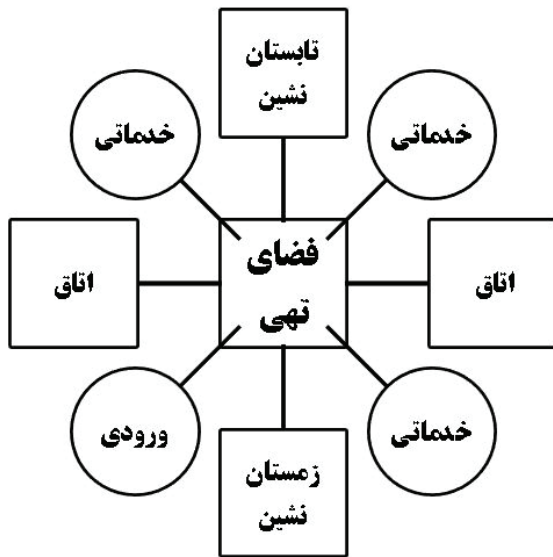 تابستان
نشین
خدماتی
خدماتی
فضای
تهی
اتاق
اتاق
خدماتی
ورودی
زمستان
نشین